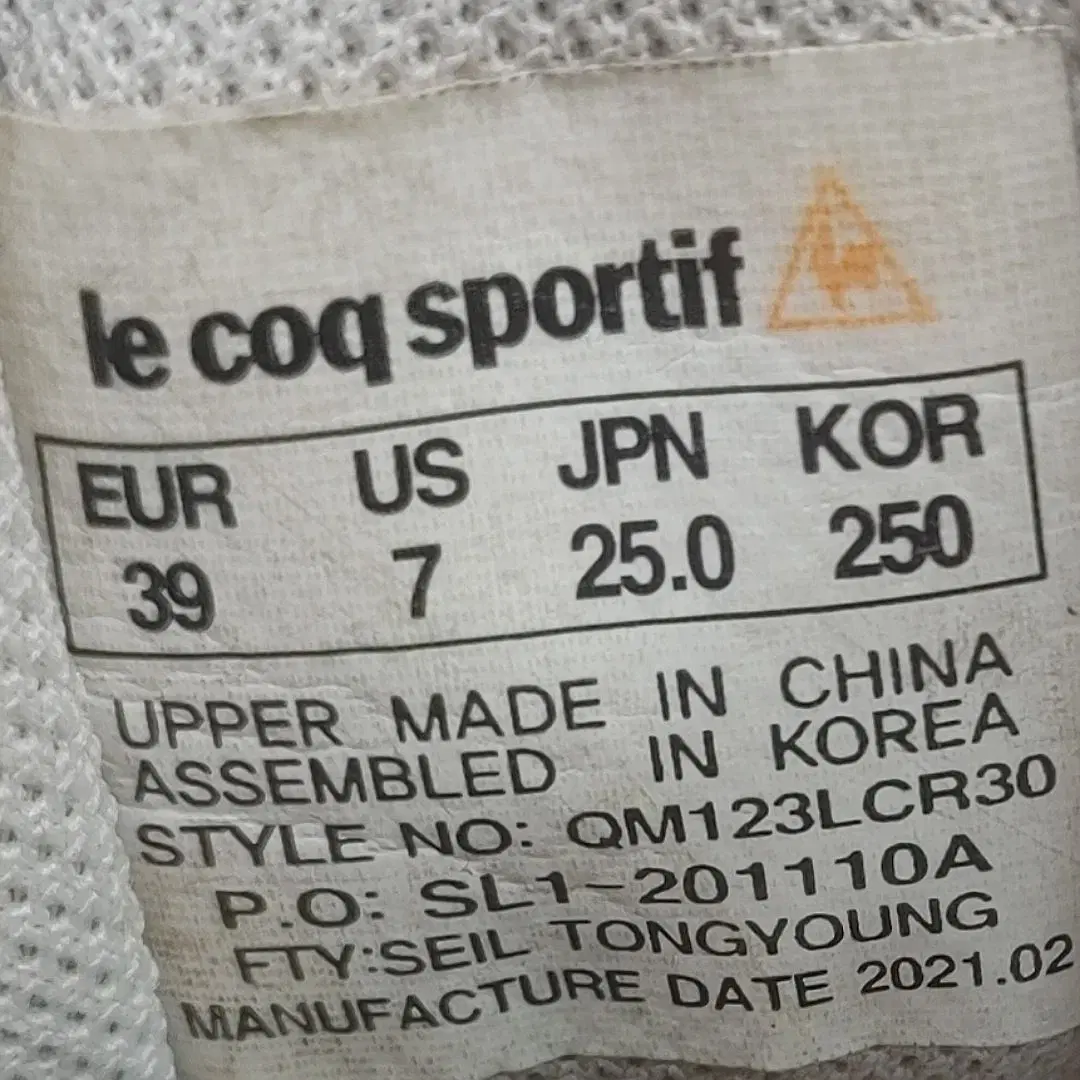 le coq sportif
EUR US JPN KOR
39 7 25.0 250
UPPER MADE IN CHINA
ASSEMBLED IN KOREA
STYLE NO: QM123LCR30
P.O: SL1-201110A
FTY:SEIL TONGYOUNG
MANUFACTURE DATE 2021.02